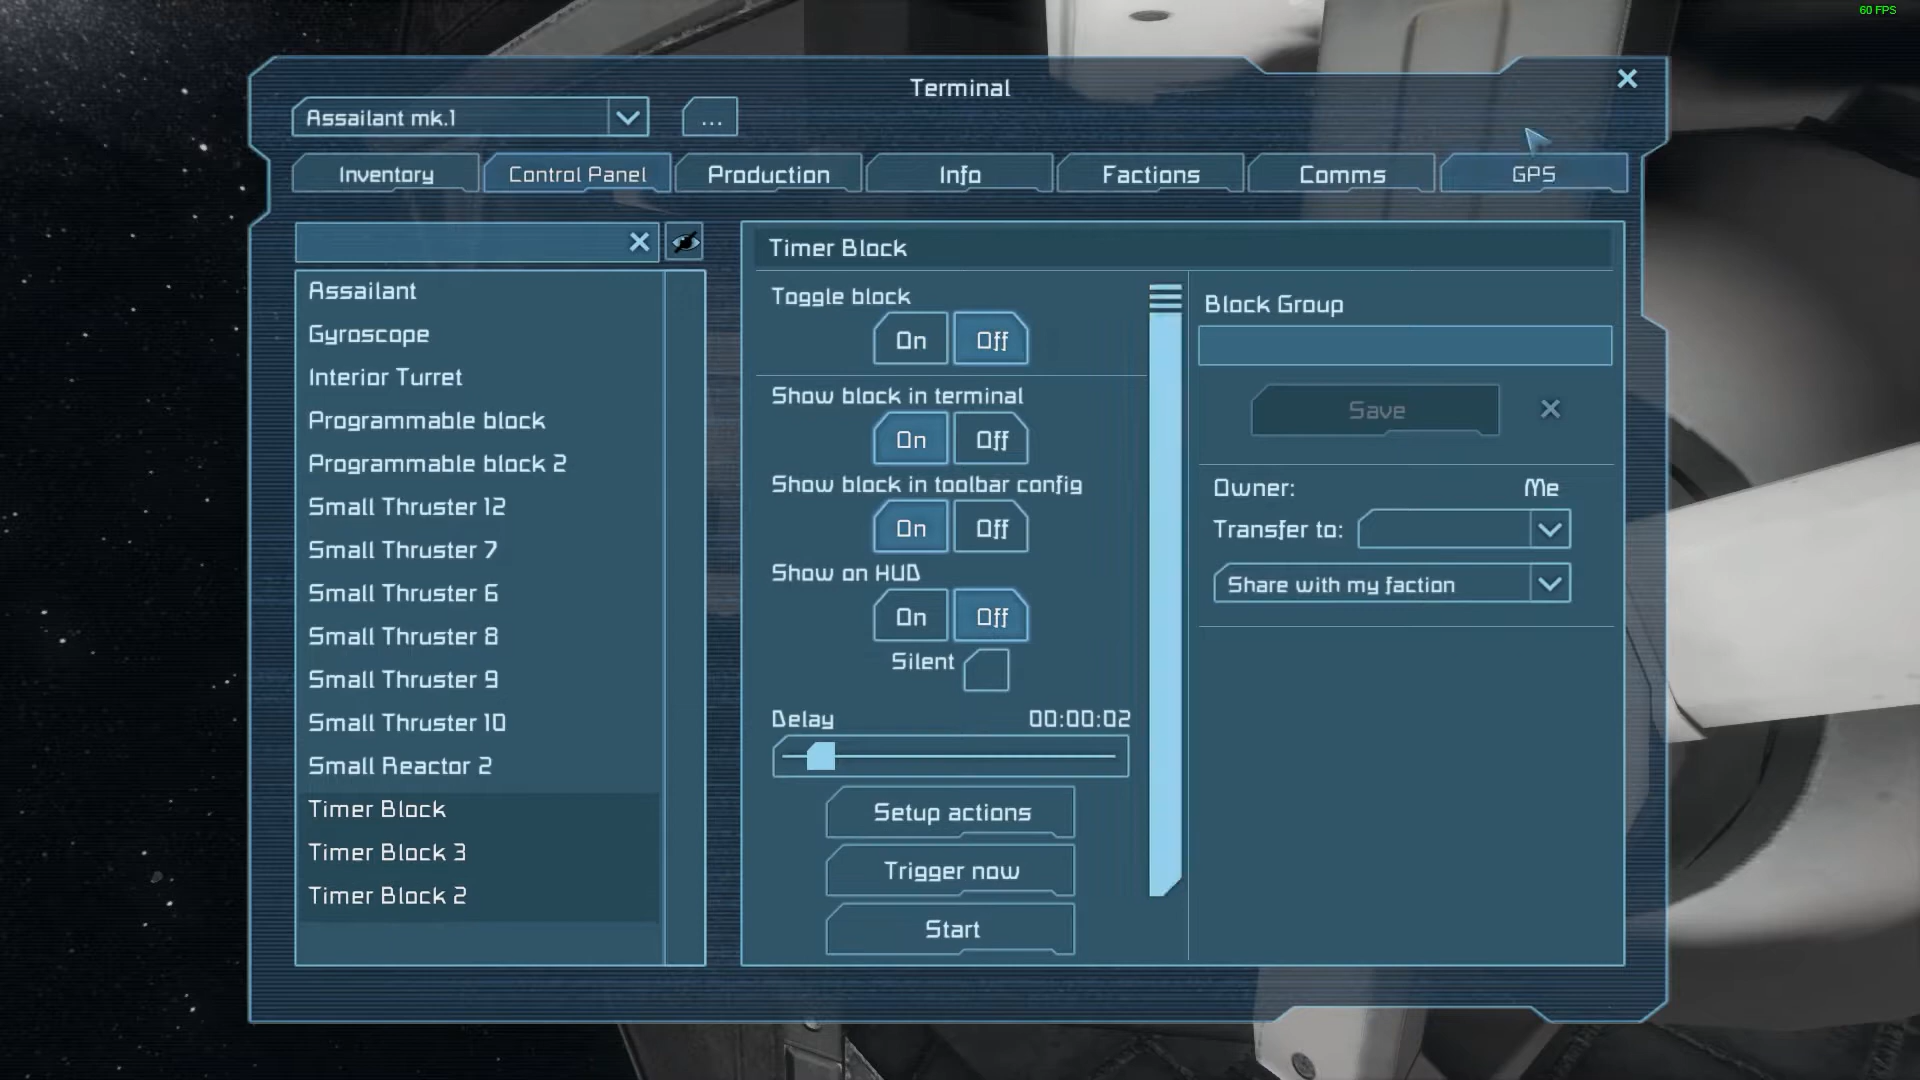 60 FPS
Terminal
Assailant mk.1
...
Inventory
Control Panel
Production
Info
Factions
Comms
GPS
Assailant
Gyroscope
Interior Turret
Programmable block
Programmable block 2
Small Thruster 12
Small Thruster 7
Small Thruster 6
Small Thruster 8
Small Thruster 9
Small Thruster 10
Small Reactor 2
Timer Block
Timer Block 3
Timer Block 2
Timer Block
Toggle block
On Off
Show block in terminal
On Off
Show block in toolbar config
On Off
Show on HUD
On Off
Silent
Delay 00:00:02
Setup actions
Trigger now
Start
Block Group
Save
Owner: Me
Transfer to:
Share with my faction